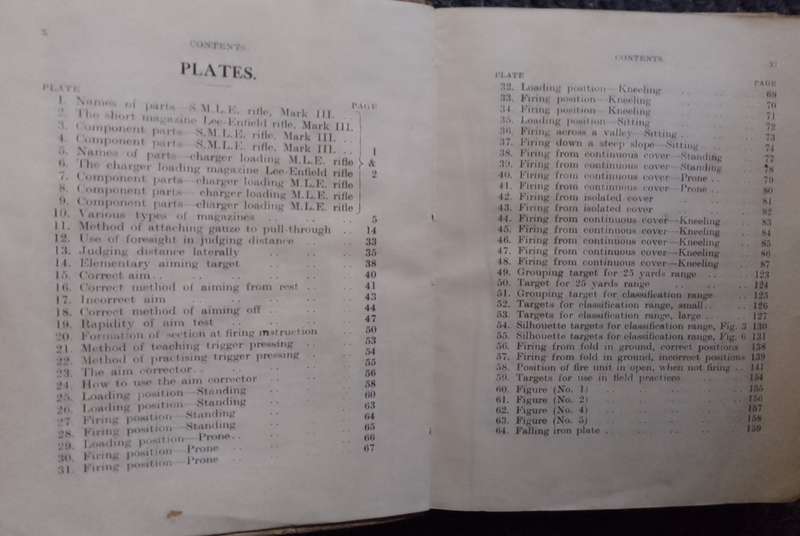 x
CONTENTS.
PLATES.
PLATE PAGE
1. Names of parts—S.M.L.E. rifle, Mark III.
2. The short magazine Lee-Enfield rifle, Mark III.
3. Component parts—S.M.L.E. rifle, Mark III. ..
4. Component parts—S.M.L.E. rifle, Mark III. ..
5. Names of parts—charger loading M.L.E. rifle 1
6. The charger loading magazine Lee-Enfield rifle &
7. Component parts—charger loading M.L.E. rifle 2
8. Component parts—charger loading M.L.E. rifle
9. Component parts—charger loading M.L.E. rifle
10. Various types of magazines .. .. .. 5
11. Method of attaching gauze to pull-through .. 14
12. Use of foresight in judging distance .. 33
13. Judging distance laterally .. .. .. 35
14. Elementary aiming target .. .. .. 38
15. Correct aim .. .. .. .. 40
16. Correct method of aiming from rest .. .. 41
17. Incorrect aim .. .. .. .. 43
18. Correct method of aiming off .. .. 44
19. Rapidity of aim test .. .. .. 47
20. Formation of section at firing instruction .. 50
21. Method of teaching trigger pressing .. .. 53
22. Method of practising trigger pressing .. .. 54
23. The aim corrector .. .. .. .. 55
24. How to use the aim corrector .. .. 56
25. Loading position—Standing .. .. 58
26. Loading position—Standing .. .. 60
27. Firing position—Standing .. .. 63
28. Firing position—Standing .. .. 64
29. Loading position—Prone .. .. .. 65
30. Firing position—Prone .. .. .. 66
31. Firing position—Prone .. .. .. 67
CONTENTS. xi
PLATE PAGE
32. Loading position—Kneeling .. .. 69
33. Firing position—Kneeling .. .. 70
34. Firing position—Kneeling .. .. 71
35. Loading position—Sitting .. .. 72
36. Firing across a valley—Sitting .. .. 73
37. Firing down a steep slope—Sitting .. .. 74
38. Firing from continuous cover—Standing .. 77
39. Firing from continuous cover—Standing .. 78
40. Firing from continuous cover—Prone .. .. 79
41. Firing from continuous cover—Prone .. .. 80
42. Firing from isolated cover .. .. 81
43. Firing from isolated cover .. .. 82
44. Firing from continuous cover—Kneeling .. 83
45. Firing from continuous cover—Kneeling .. 84
46. Firing from continuous cover—Kneeling .. 85
47. Firing from continuous cover—Kneeling .. 86
48. Firing from continuous cover—Kneeling .. 87
49. Grouping target for 25 yards range .. .. 123
50. Target for 25 yards range .. .. .. 124
51. Grouping target for classification range .. 125
52. Targets for classification range, small .. .. 126
53. Targets for classification range, large .. .. 127
54. Silhouette targets for classification range, Fig. 3 130
55. Silhouette targets for classification range, Fig. 6 131
56. Firing from fold in ground, correct positions 138
57. Firing from fold in ground, incorrect positions 139
58. Position of fire unit in open, when not firing .. 141
59. Targets for use in field practices .. .. 154
60. Figure (No. 1) .. .. .. .. 155
61. Figure (No. 2) .. .. .. .. 156
62. Figure (No. 4) .. .. .. .. 157
63. Figure (No. 5) .. .. .. .. 158
64. Falling iron plate .. .. .. .. 159